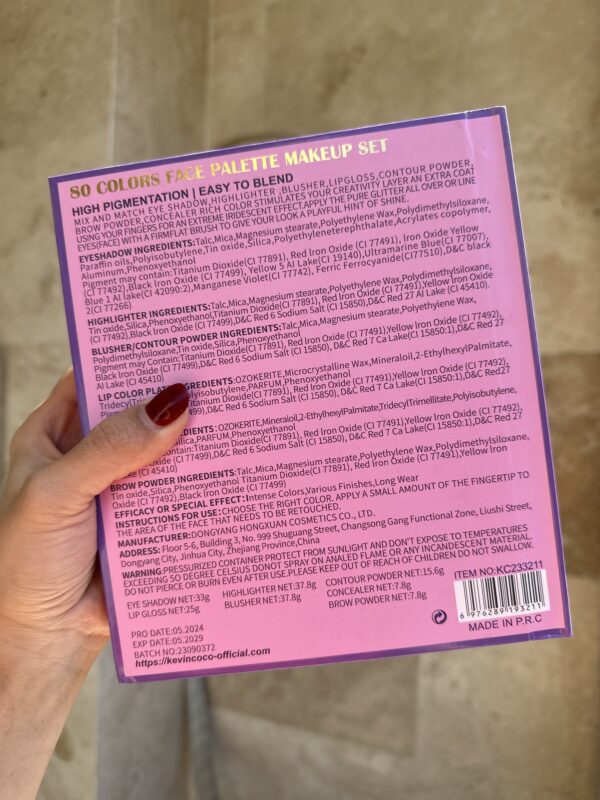 80 COLORS FACE PALETTE MAKEUP SET
HIGH PIGMENTATION | EASY TO BLEND
MIX AND MATCH EYE SHADOW,HIGHLIGHTER ,BLUSHER,LIPGLOSS,CONTOUR POWDER,
BROW POWDER,CONCEALER RICH COLOR STIMULATES YOUR CREATIVITY LAYER AN EXTRA COAT
USING YOUR FINGERS FOR AN EXTREME IRIDESCENT EFFECTAPPLY THE PURE GLITTER ALL OVER OR LINE
EYES(FACE) WITH A FIRMFLAT BRUSH TO GIVE YOUR LOOK A PLAYFUL HINT OF SHINE.
EYESHADOW INGREDIENTS:Talc,Mica,Magnesium stearate,Polyethylene Wax,Polydimethylsiloxane,
Paraffin oils,Polyisobutylene,Tin oxide,Silica,Polyethyleneterephthalate,Acrylates copolymer,
Aluminum,Phenoxyethanol
Pigment may contain:Titanium Dioxide(CI 77891), Red Iron Oxide (CI 77491), Iron Oxide Yellow
(CI 77492),Black Iron Oxide (CI 77499), Yellow 5 Al Lake(CI 19140),Ultramarine Blue(CI 77007),
Blue 1 Al lake(CI 42090:2),Manganese Violet(CI 77742), Ferric Ferrocyanide(CI77510),D&C black
2(CI 77266)
HIGHLIGHTER INGREDIENTS:Talc,Mica,Magnesium stearate,Polyethylene Wax,Polydimethylsiloxane,
Tin oxide,Silica,Phenoxyethanol,Titanium Dioxide(CI 77891), Red Iron Oxide (CI 77491),Yellow Iron Oxide
(CI 77492),Black Iron Oxide (CI 77499),D&C Red 6 Sodium Salt (CI 15850),D&C Red 27 Al Lake (CI 45410).
BLUSHER/CONTOUR POWDER INGREDIENTS:Talc,Mica,Magnesium stearate,Polyethylene Wax,
Polydimethylsiloxane,Tin oxide,Silica,Phenoxyethanol
Pigment may Contain:Titanium Dioxide(CI 77891), Red Iron Oxide (CI 77491),Yellow Iron Oxide (CI 77492),
Black Iron Oxide (CI 77499),D&C Red 6 Sodium Salt (CI 15850), D&C Red 7 Ca Lake(CI 15850:1),D&C Red 27
Al Lake (CI 45410)
LIP COLOR PLAT INGREDIENTS:OZOKERITE,Microcrystalline Wax,Mineraloil,2-EthylhexylPalmitate,
TridecylT Polyisobutylene,PARFUM,Phenoxyethanol
Pigm Titanium Dioxide(CI 77891), Red Iron Oxide (CI 77491),Yellow Iron Oxide (CI 77492),
Bla 77499),D&C Red 6 Sodium Salt (CI 15850), D&C Red 7 Ca Lake(CI 15850:1),D&C Red27
DIENTS: OZOKERITE,Mineraloil,2-EthylhexylPalmitate,TridecylTrimellitate,Polyisobutylene,
Silica,PARFUM,Phenoxyethanol
Titanium Dioxide(CI 77891), Red Iron Oxide (CI 77491),Yellow Iron Oxide (CI 77492),
77499),D&C Red 6 Sodium Salt (CI 15850), D&C Red 7 Ca Lake(CI 15850:1),D&C Red 27
Lake (CI 45410)
BROW POWDER INGREDIENTS:Talc,Mica,Magnesium stearate,Polyethylene Wax,Polydimethylsiloxane,
Tin oxide,Silica,Phenoxyethanol,Titanium Dioxide(CI 77891), Red Iron Oxide (CI 77491),Yellow Iron
Oxide (CI 77492),Black Iron Oxide (CI 77499)
EFFICACY OR SPECIAL EFFECT:Intense Colors,Various Finishes,Long Wear
INSTRUCTIONS FOR USE:CHOOSE THE RIGHT COLOR. APPLY A SMALL AMOUNT OF THE FINGERTIP TO
THE AREA OF THE FACE THAT NEEDS TO BE RETOUCHED.
MANUFACTURER:DONGYANG HONGXUAN COSMETICS CO., LTD.
ADDRESS: Floor 5-6, Building 3, No. 999 Shuguang Street, Changsong Gang Functional Zone, Liushi Street,
Dongyang City, Jinhua City, Zhejiang Province,China
WARNING:PRESSURIZED CONTAINER PROTECT FROM SUNLIGHT AND DON'T EXPOSE TO TEMPERATURES
EXCEEDING 50 DEGREE CELSIUS DONOT SPRAY ON ANALED FLAME OR ANY INCANDESCENT MATERIAL.
DO NOT PIERCE OR BURN EVEN AFTER USE.PLEASE KEEP OUT OF REACH OF CHILDREN DO NOT SWALLOW.
EYE SHADOW NET:33g HIGHLIGHTER NET:37.8g CONTOUR POWDER NET:15.6g
LIP GLOSS NET:25g BLUSHER NET:37.8g CONCEALER NET:7.8g
BROW POWDER NET:7.8g
ITEM NO:KC233211
6 976289 193211
MADE IN P.R.C
PRO DATE:05.2024
EXP DATE:05.2029
BATCH NO:23090372
https://kevincoco-official.com